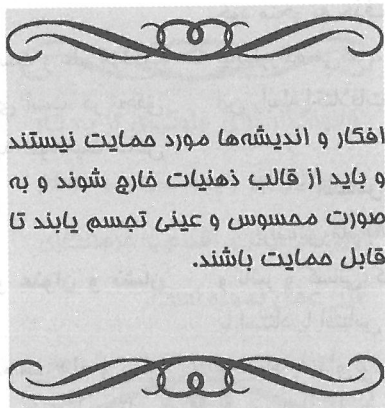 افکار و اندیشه‌ها مورد حمایت نیستند
و باید از قالب ذهنیات خارج شوند و به
صورت محسوس و عینی تجسم یابند تا
قابل حمایت باشند.